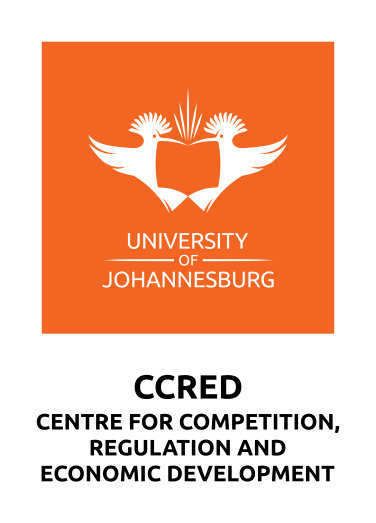 UNIVERSITY
OF
JOHANNESBURG
CCRED
CENTRE FOR COMPETITION,
REGULATION AND
ECONOMIC DEVELOPMENT